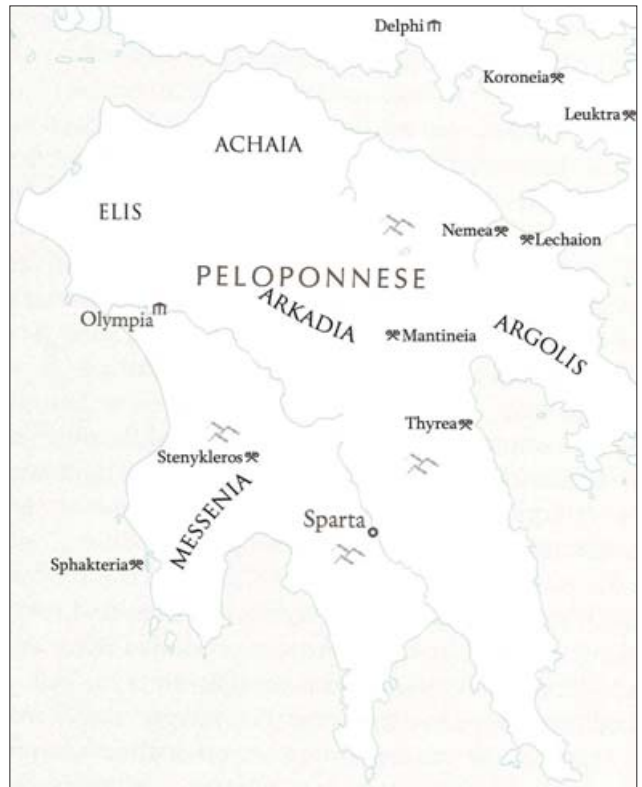 Delphi
Koroneia
Leuktra
ACHAIA
ELIS
Nemea
Lechaion
PELOPONNESE
ARKADIA
Olympia
Mantineia
ARGOLIS
Thyrea
Stenykleros
MESSENIA
Sparta
Sphakteria